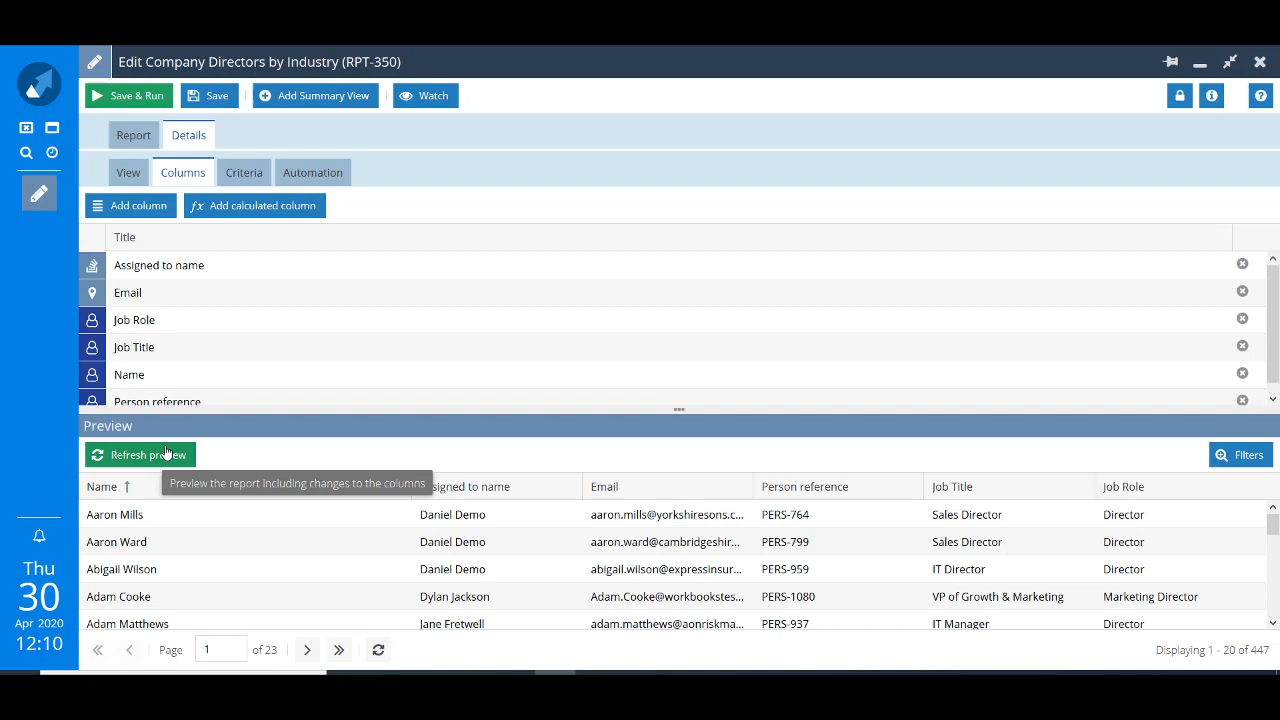 Edit Company Directors by Industry (RPT-350)
Save & Run Save Add Summary View Watch
Report Details
View Columns Criteria Automation
Add column fx Add calculated column
Title
Assigned to name
Email
Job Role
Job Title
Name
Person reference
Preview
Refresh preview Filters
Preview the report including changes to the columns
Name ↑ signed to name Email Person reference Job Title Job Role
Aaron Mills Daniel Demo aaron.mills@yorkshiresons.c... PERS-764 Sales Director Director
Aaron Ward Daniel Demo aaron.ward@cambridgeshir... PERS-799 Sales Director Director
Abigail Wilson Daniel Demo abigail.wilson@expressinsur... PERS-959 IT Director Director
Adam Cooke Dylan Jackson Adam.Cooke@workbookstes... PERS-1080 VP of Growth & Marketing Marketing Director
Adam Matthews Jane Fretwell adam.matthews@aonriskma... PERS-937 IT Manager Director
Page 1 of 23 Displaying 1 - 20 of 447
Thu
30
Apr 2020
12:10